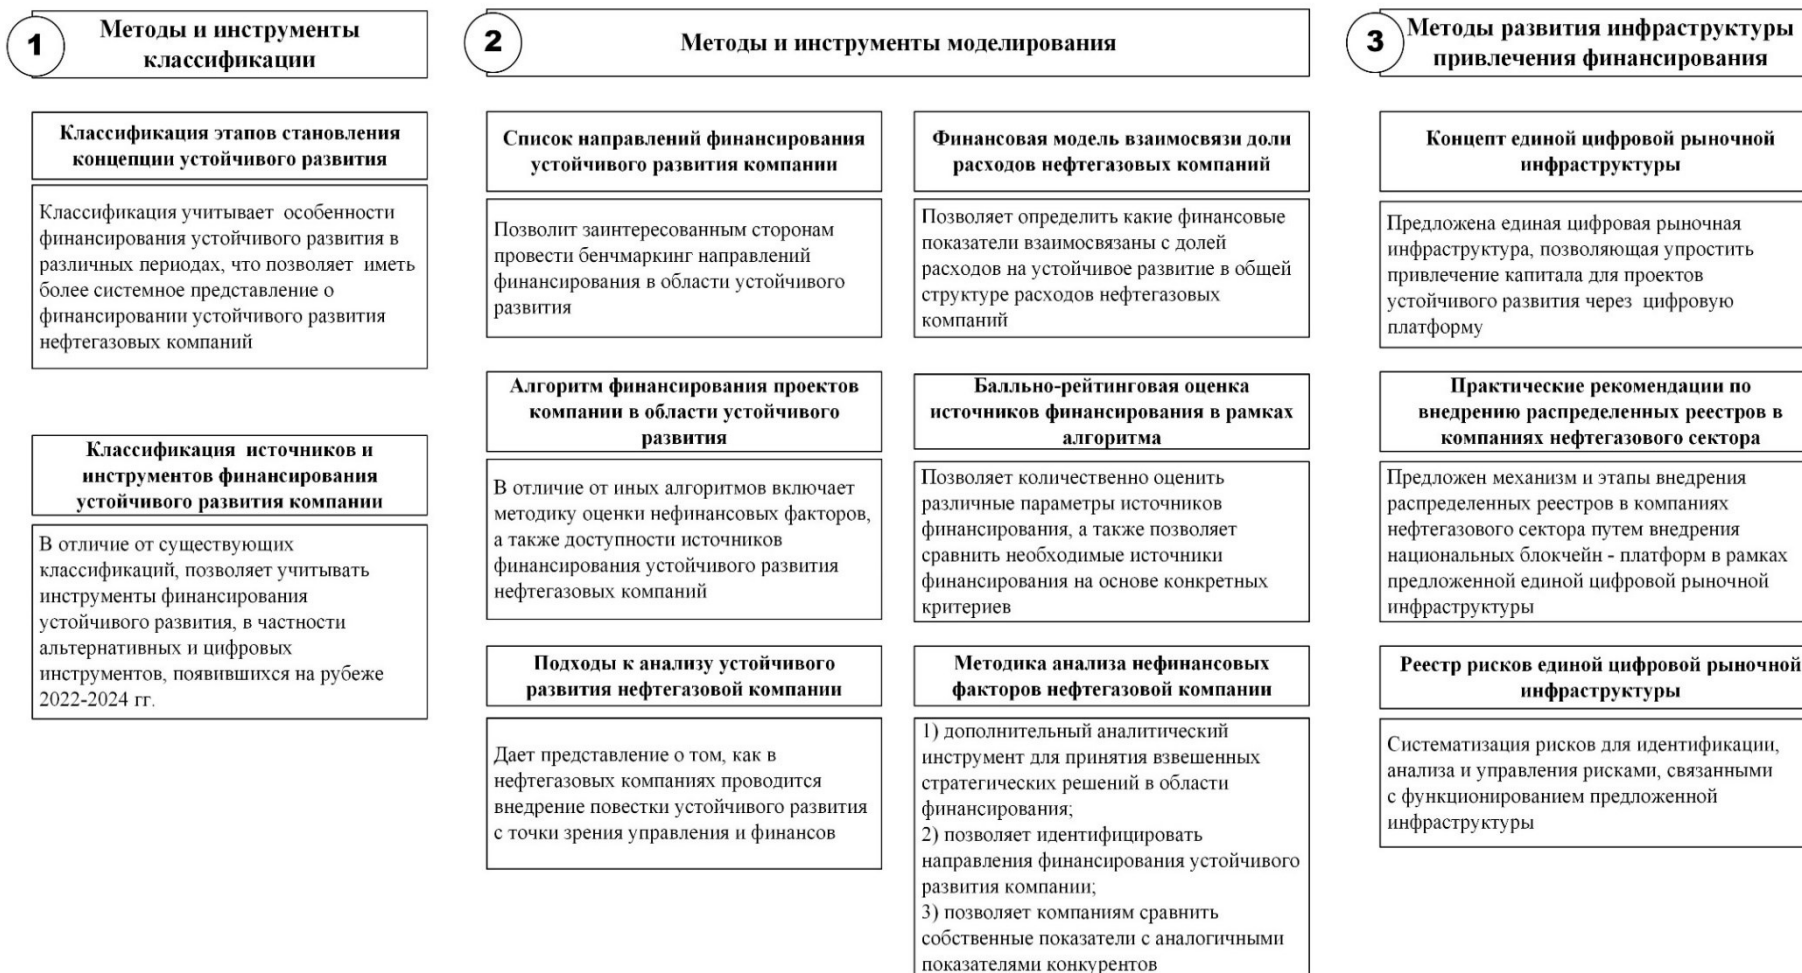 1
Методы и инструменты
классификации
Классификация этапов становления
концепции устойчивого развития
Классификация учитывает особенности
финансирования устойчивого развития в
различных периодах, что позволяет иметь
более системное представление о
финансировании устойчивого развития
нефтегазовых компаний
Классификация источников и
инструментов финансирования
устойчивого развития компании
В отличие от существующих
классификаций, позволяет учитывать
инструменты финансирования
устойчивого развития, в частности
альтернативных и цифровых
инструментов, появившихся на рубеже
2022-2024 гг.
2
Методы и инструменты моделирования
Список направлений финансирования
устойчивого развития компании
Позволит заинтересованным сторонам
провести бенчмаркинг направлений
финансирования в области устойчивого
развития
Алгоритм финансирования проектов
компании в области устойчивого
развития
В отличие от иных алгоритмов включает
методику оценки нефинансовых факторов,
а также доступности источников
финансирования устойчивого развития
нефтегазовых компаний
Подходы к анализу устойчивого
развития нефтегазовой компании
Дает представление о том, как в
нефтегазовых компаниях проводится
внедрение повестки устойчивого развития
с точки зрения управления и финансов
Финансовая модель взаимосвязи доли
расходов нефтегазовых компаний
Позволяет определить какие финансовые
показатели взаимосвязаны с долей
расходов на устойчивое развитие в общей
структуре расходов нефтегазовых
компаний
Балльно-рейтинговая оценка
источников финансирования в рамках
алгоритма
Позволяет количественно оценить
различные параметры источников
финансирования, а также позволяет
сравнить необходимые источники
финансирования на основе конкретных
критериев
Методика анализа нефинансовых
факторов нефтегазовой компании
1) дополнительный аналитический
инструмент для принятия взвешенных
стратегических решений в области
финансирования;
2) позволяет идентифицировать
направления финансирования устойчивого
развития компании;
3) позволяет компаниям сравнить
собственные показатели с аналогичными
показателями конкурентов
3
Методы развития инфраструктуры
привлечения финансирования
Концепт единой цифровой рыночной
инфраструктуры
Предложена единая цифровая рыночная
инфраструктура, позволяющая упростить
привлечение капитала для проектов
устойчивого развития через цифровую
платформу
Практические рекомендации по
внедрению распределенных реестров в
компаниях нефтегазового сектора
Предложен механизм и этапы внедрения
распределенных реестров в компаниях
нефтегазового сектора путем внедрения
национальных блокчейн - платформ в рамках
предложенной единой цифровой рыночной
инфраструктуры
Реестр рисков единой цифровой рыночной
инфраструктуры
Систематизация рисков для идентификации,
анализа и управления рисками, связанными
с функционированием предложенной
инфраструктуры